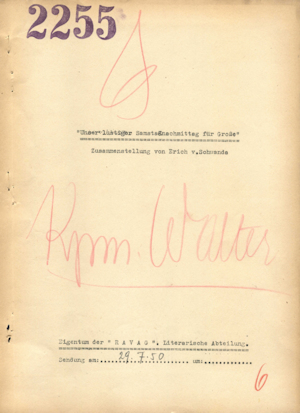 2255
"Unser lustiger Samstagnachmittag für Große"
Zusammenstellung von Erich v.Schwanda
Kpm. Walter
Eigentum der "R A V A G", Literarische Abteilung.
Sendung am: 29.7.50 um:
6